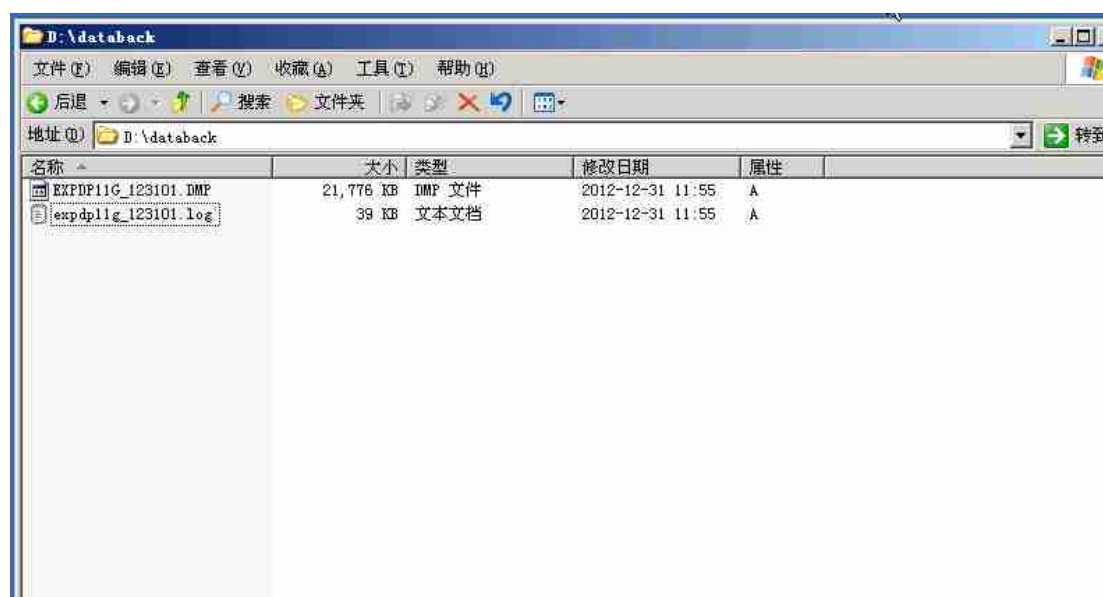 D:\databack
文件(F) 编辑(E) 查看(V) 收藏(A) 工具(T) 帮助(H)
后退 搜索 文件夹
地址(D) D:\databack 转到
名称 大小 类型 修改日期 属性
EXPDP11G_123101.DMP 21,776 KB DMP 文件 2012-12-31 11:55 A
expdp11g_123101.log 39 KB 文本文档 2012-12-31 11:55 A